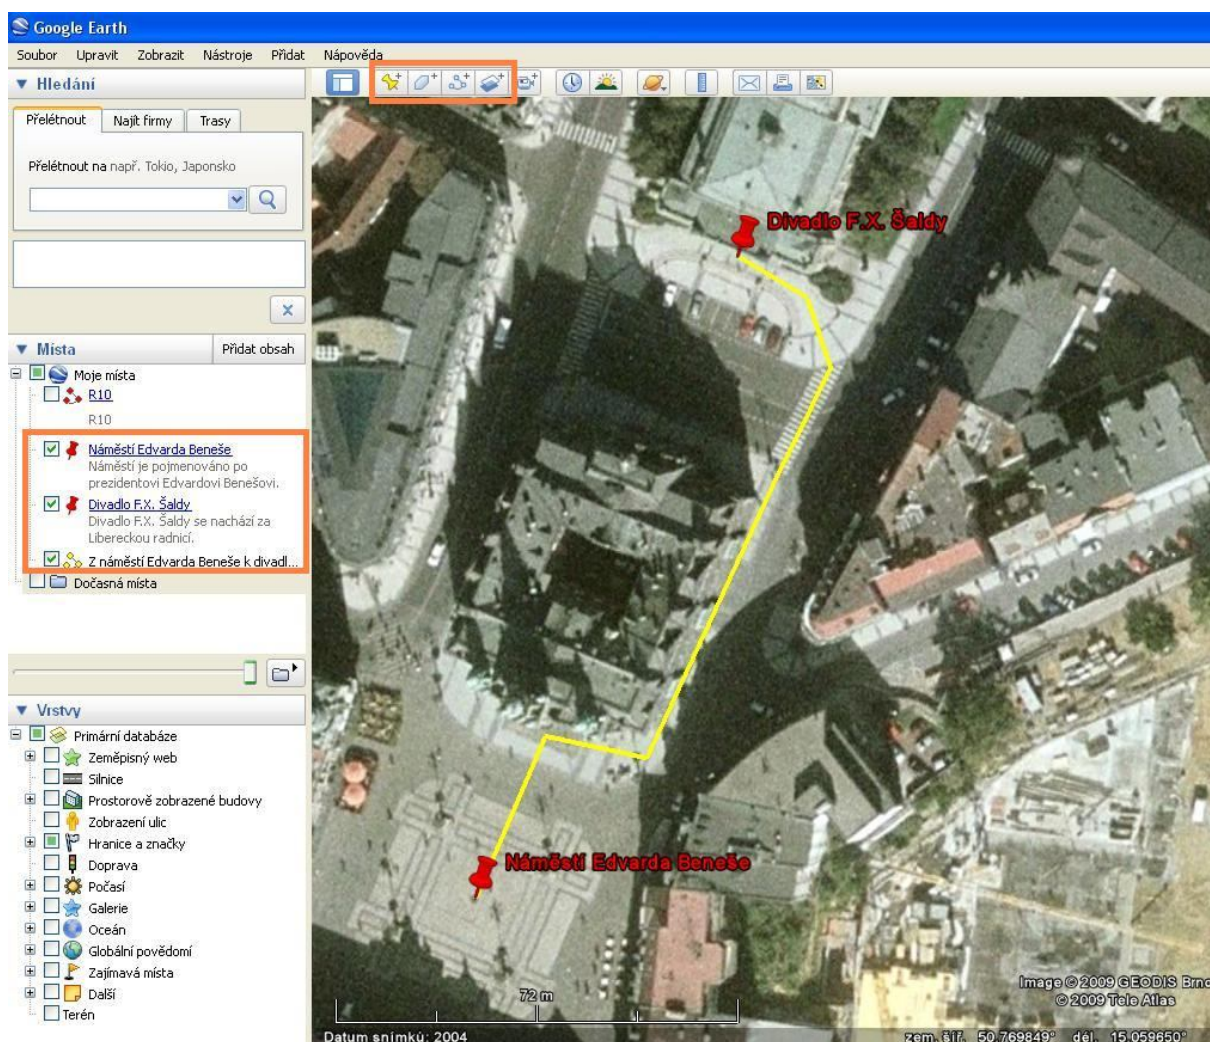 Google Earth
Soubor Upravit Zobrazit Nástroje Přidat Nápověda
Hledání
Přelétnout Najít firmy Trasy
Přelétnout na např. Tokio, Japonsko
Místa Přidat obsah
Moje místa
R10
R10
Náměstí Edvarda Beneše
Náměstí je pojmenováno po
prezidentovi Edvardovi Benešovi.
Divadlo F.X. Šaldy
Divadlo F.X. Šaldy se nachází za
Libereckou radnicí.
Z náměstí Edvarda Beneše k divadl...
Dočasná místa
Vrstvy
Primární databáze
Zeměpisný web
Silnice
Prostorově zobrazené budovy
Zobrazení ulic
Hranice a značky
Doprava
Počasí
Galerie
Oceán
Globální povědomí
Zajímavá místa
Další
Terén
Divadlo F.X. Šaldy
Náměstí Edvarda Beneše
72 m
Image © 2009 GEODIS Brno
© 2009 Tele Atlas
Datum snímků: 2004
zem. šíř. 50.769849° dél. 15.059650°